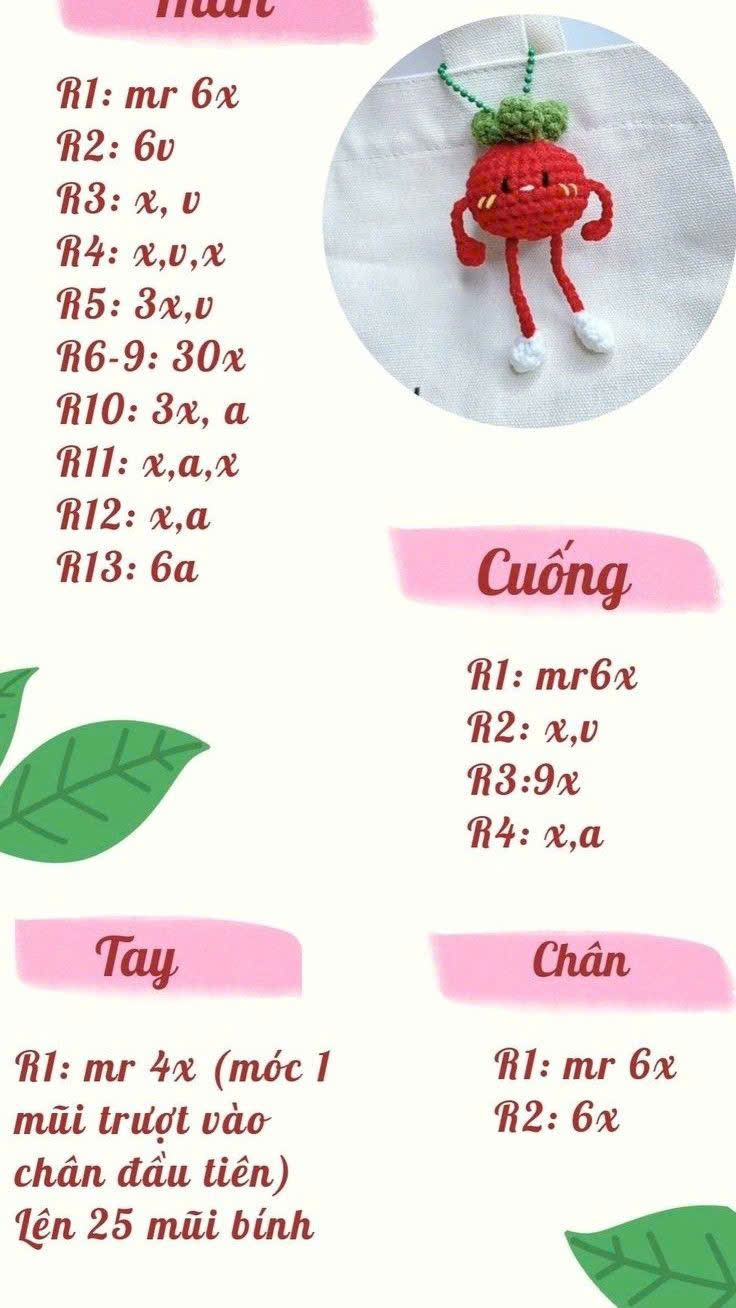 Thân
R1: mr 6x
R2: 6v
R3: x, v
R4: x,v,x
R5: 3x,v
R6-9: 30x
R10: 3x, a
R11: x,a,x
R12: x,a
R13: 6a
Cuống
R1: mr6x
R2: x,v
R3:9x
R4: x,a
Tay
R1: mr 4x (móc 1
mũi trượt vào
chân đầu tiên)
Lên 25 mũi bính
Chân
R1: mr 6x
R2: 6x